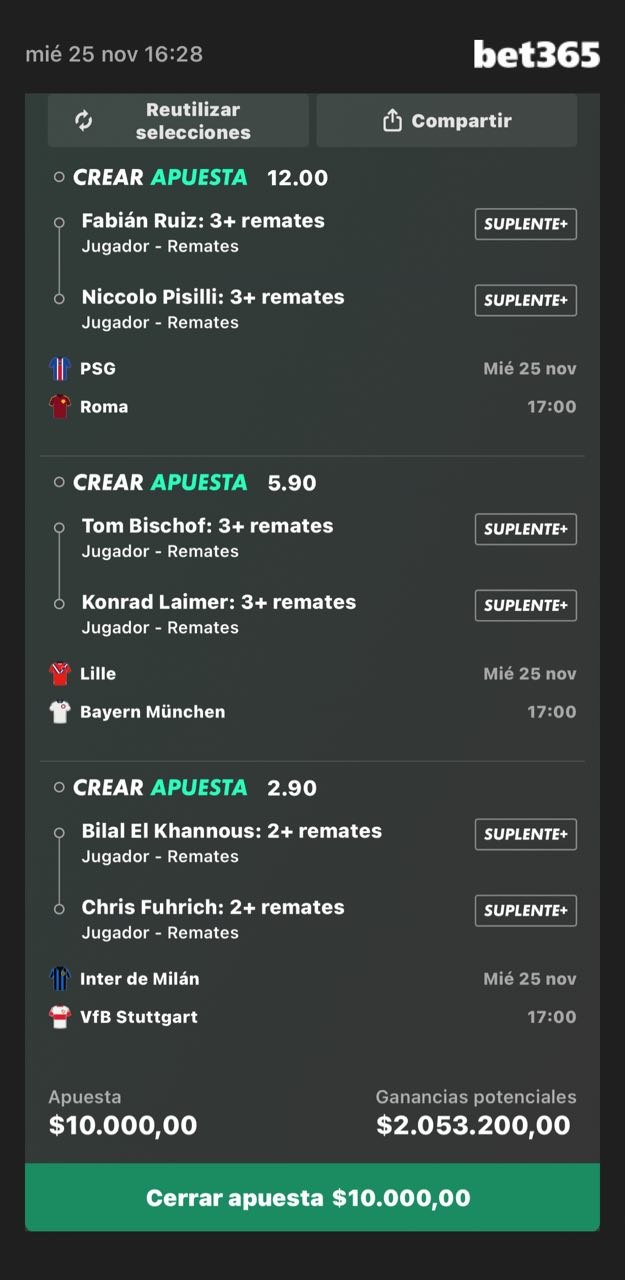 mié 25 nov 16:28
bet365
Reutilizar
selecciones
Compartir
CREAR APUESTA 12.00
Fabián Ruiz: 3+ remates
SUPLENTE+
Jugador - Remates
Niccolo Pisilli: 3+ remates
SUPLENTE+
Jugador - Remates
PSG
Mié 25 nov
Roma
17:00
CREAR APUESTA 5.90
Tom Bischof: 3+ remates
SUPLENTE+
Jugador - Remates
Konrad Laimer: 3+ remates
SUPLENTE+
Jugador - Remates
Lille
Mié 25 nov
Bayern München
17:00
CREAR APUESTA 2.90
Bilal El Khannous: 2+ remates
SUPLENTE+
Jugador - Remates
Chris Fuhrich: 2+ remates
SUPLENTE+
Jugador - Remates
Inter de Milán
Mié 25 nov
VfB Stuttgart
17:00
Apuesta
Ganancias potenciales
$10.000,00
$2.053.200,00
Cerrar apuesta $10.000,00